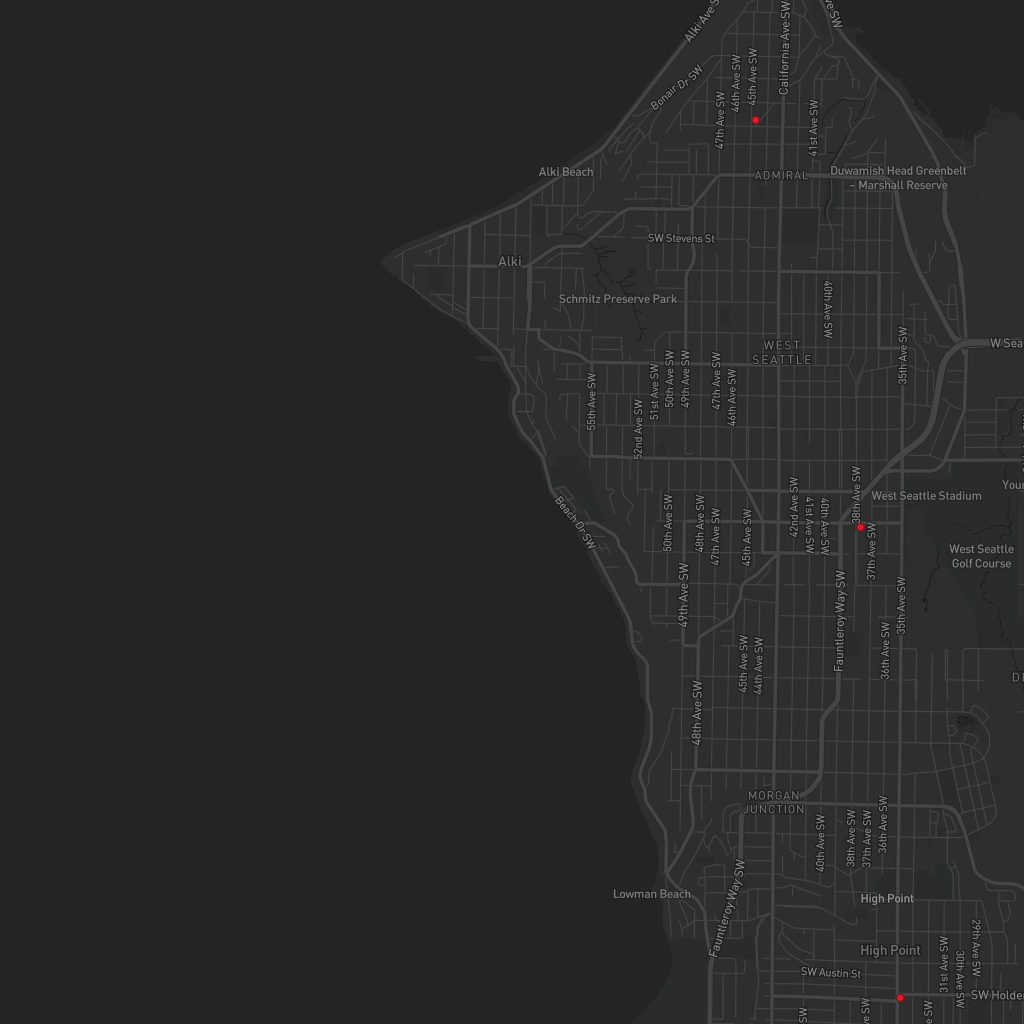 Alki Ave S
ve SW
California Ave SW
Bonair Dr SW
46th Ave SW
45th Ave SW
47th Ave SW
41st Ave SW
Alki Beach
ADMIRAL
Duwamish Head Greenbelt
– Marshall Reserve
SW Stevens St
Alki
Schmitz Preserve Park
40th Ave SW
35th Ave SW
W Sea
WEST
SEATTLE
55th Ave SW
52nd Ave SW
51st Ave SW
50th Ave SW
49th Ave SW
47th Ave SW
46th Ave SW
38th Ave SW
42nd Ave SW
41st Ave SW
40th Ave SW
West Seattle Stadium
You
Beach Dr SW
50th Ave SW
48th Ave SW
47th Ave SW
45th Ave SW
37th Ave SW
West Seattle
Golf Course
49th Ave SW
Fauntleroy Way SW
35th Ave SW
45th Ave SW
44th Ave SW
36th Ave SW
48th Ave SW
MORGAN
JUNCTION
40th Ave SW
38th Ave SW
37th Ave SW
36th Ave SW
Lowman Beach
Fauntleroy Way SW
High Point
High Point
29th Ave SW
31st Ave SW
30th Ave SW
SW Austin St
SW Holde
SW
ve SW
ve SW